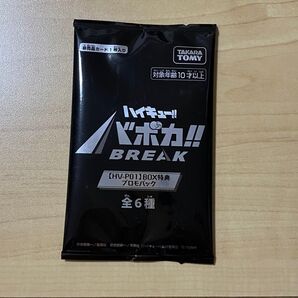 新商品カード1枚入り
TAKARA TOMY
対象年齢10才以上
ハイキュー!!
バボカ!!
BREAK
【HV-P01】BOX特典
プロモパック
全6種